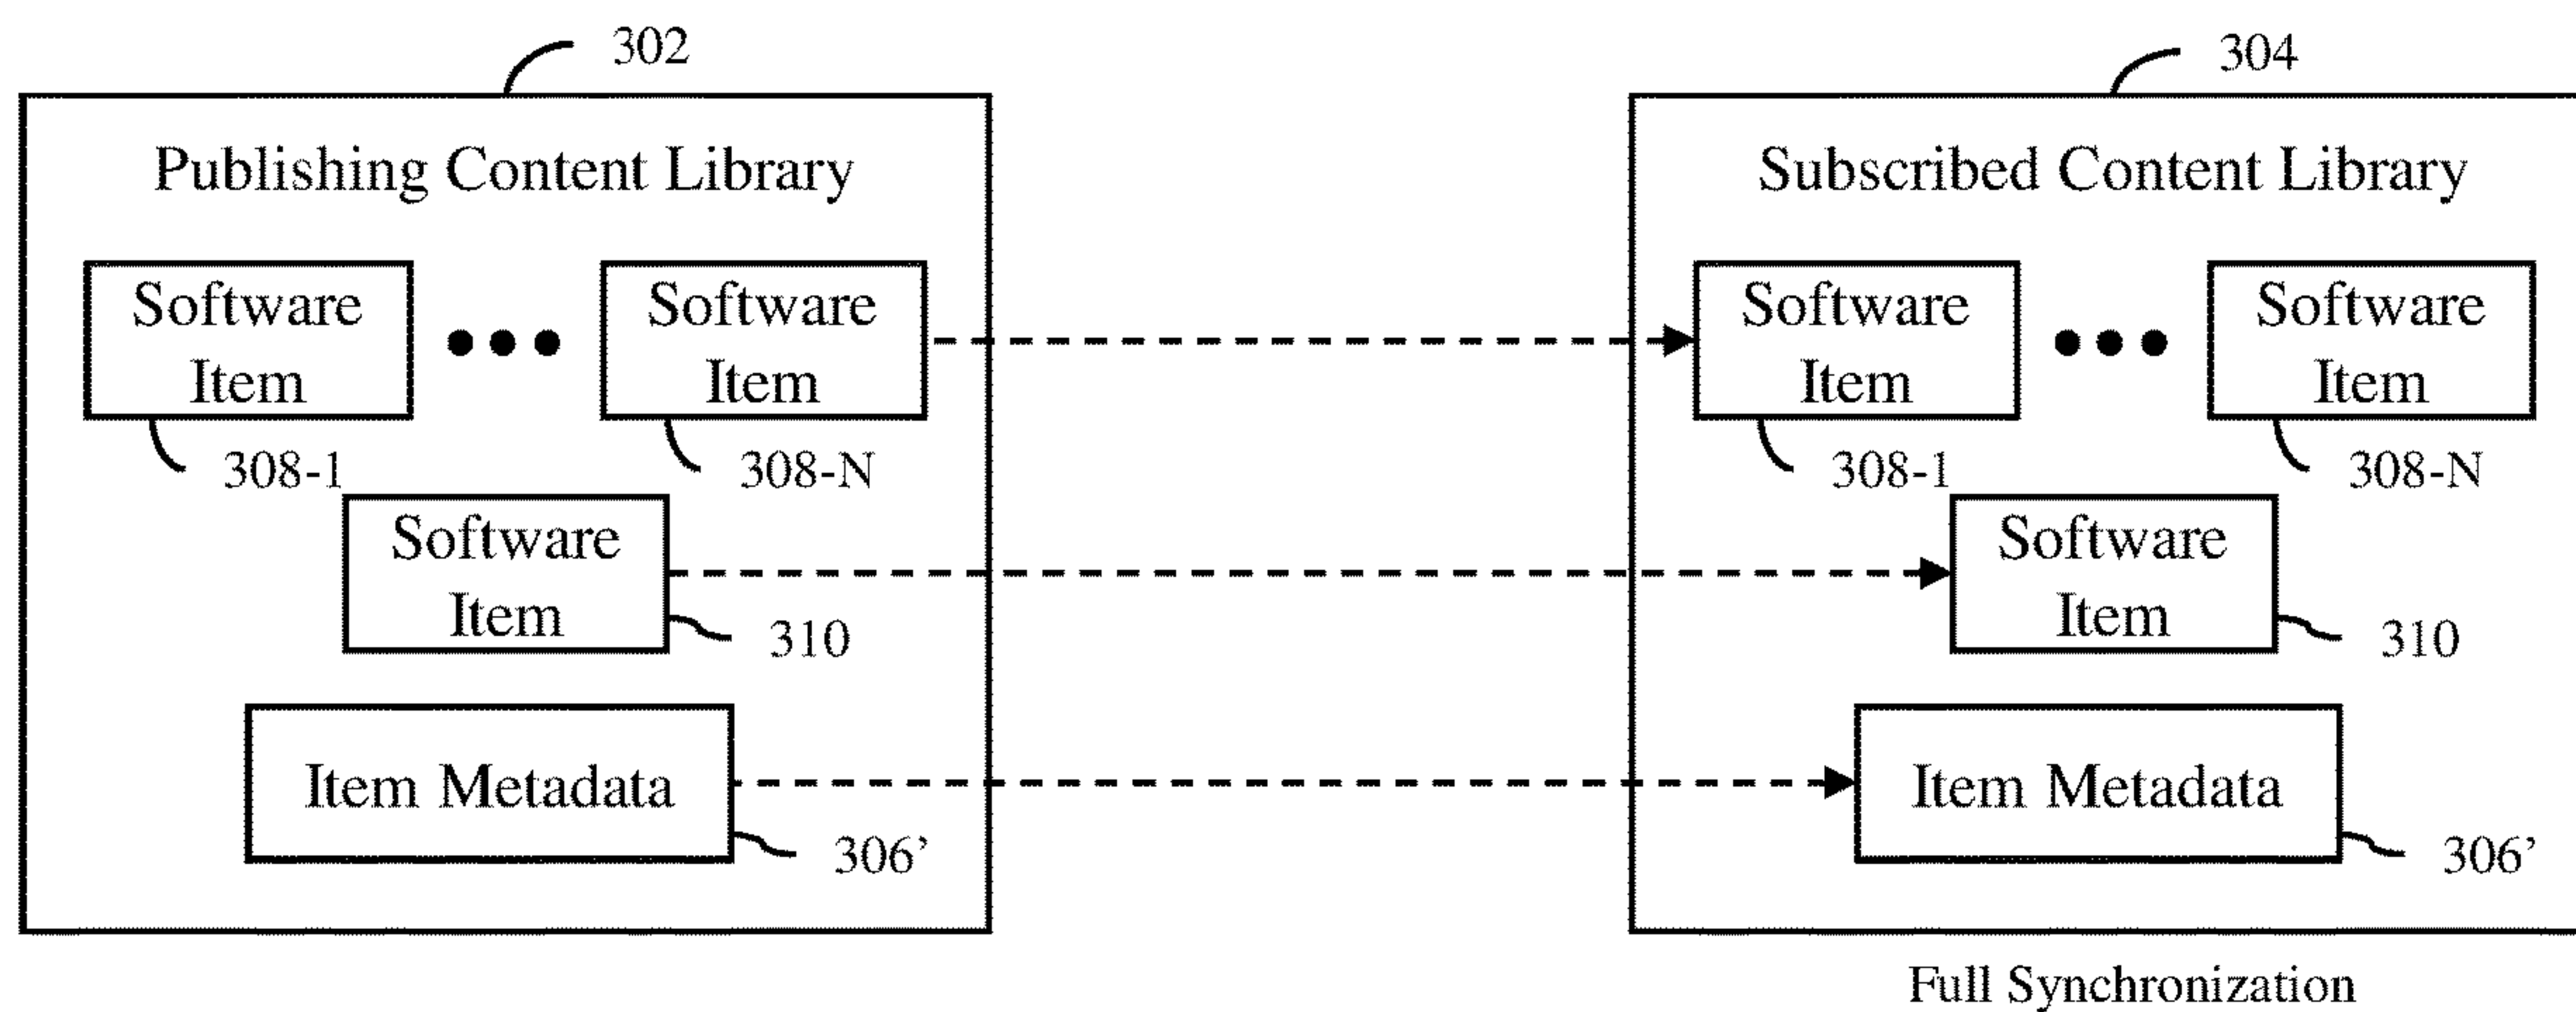 302
304
Publishing Content Library
Subscribed Content Library
Software
Item
Software
Item
Software
Item
Software
Item
308-1
308-N
308-1
308-N
Software
Item
Software
Item
310
310
Item Metadata
Item Metadata
306’
306’
Full Synchronization